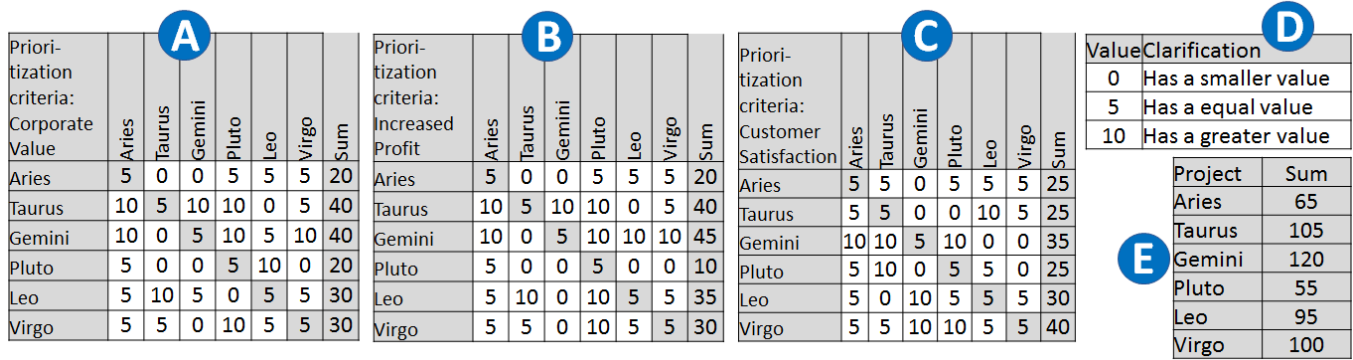 A
Priori-
tization
criteria:
Corporate
Value
Aries Taurus Gemini Pluto Leo Virgo Sum
Aries 5 0 0 5 5 5 20
Taurus 10 5 10 10 0 5 40
Gemini 10 0 5 10 5 10 40
Pluto 5 0 0 5 10 0 20
Leo 5 10 5 0 5 5 30
Virgo 5 5 0 10 5 5 30
B
Priori-
tization
criteria:
Increased
Profit
Aries Taurus Gemini Pluto Leo Virgo Sum
Aries 5 0 0 5 5 5 20
Taurus 10 5 10 10 0 5 40
Gemini 10 0 5 10 10 10 45
Pluto 5 0 0 5 0 0 10
Leo 5 10 0 10 5 5 35
Virgo 5 5 0 10 5 5 30
C
Priori-
tization
criteria:
Customer
Satisfaction
Aries Taurus Gemini Pluto Leo Virgo Sum
Aries 5 5 0 5 5 5 25
Taurus 5 5 0 0 10 5 25
Gemini 10 10 5 10 0 0 35
Pluto 5 10 0 5 5 0 25
Leo 5 0 10 5 5 5 30
Virgo 5 5 10 10 5 5 40
D
Value Clarification
0 Has a smaller value
5 Has a equal value
10 Has a greater value
E
Project Sum
Aries 65
Taurus 105
Gemini 120
Pluto 55
Leo 95
Virgo 100